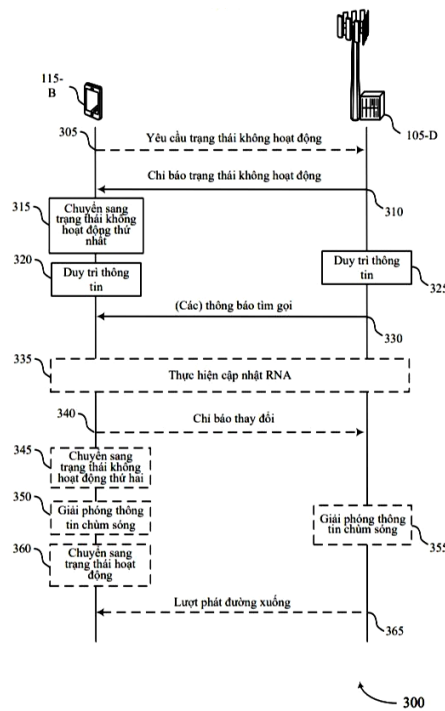 115-
B
105-D
305
Yêu cầu trạng thái không hoạt động
Chỉ báo trạng thái không hoạt động
310
315
Chuyển sang
trạng thái không
hoạt động thứ
nhất
320
Duy trì thông
tin
Duy trì thông
tin
325
(Các) thông báo tìm gọi
330
335
Thực hiện cập nhật RNA
340
Chỉ báo thay đổi
345
Chuyển sang
trạng thái không
hoạt động thứ hai
350
Giải phóng thông
tin chùm sóng
Giải phóng thông
tin chùm sóng
355
360
Chuyển sang
trạng thái hoạt
động
Lượt phát đường xuống
365
300